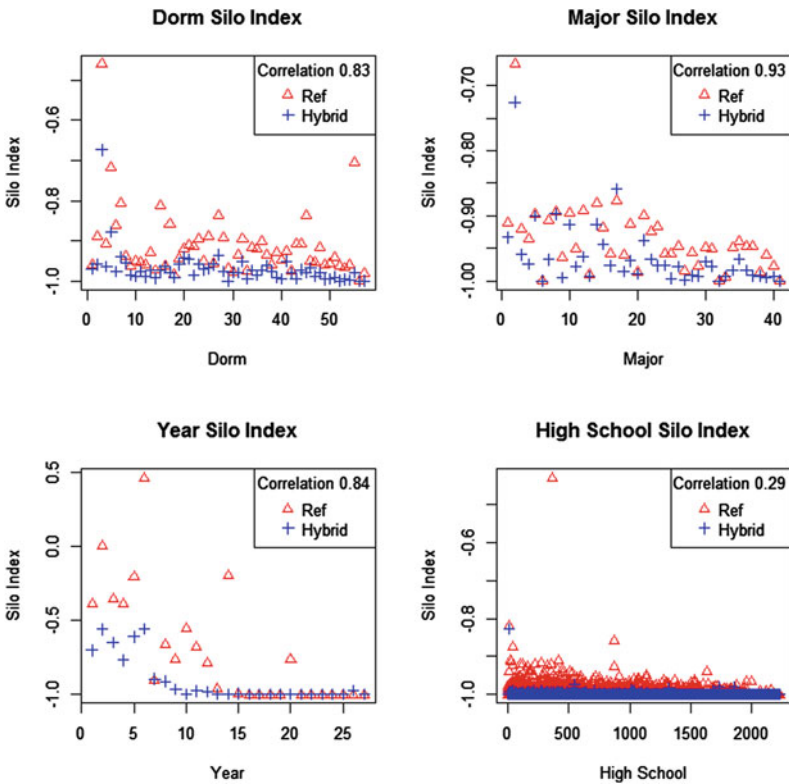 Dorm Silo Index
Silo Index
-0.6
-0.8
-1.0
Correlation 0.83
Ref
Hybrid
0 10 20 30 40 50
Dorm
Major Silo Index
Silo Index
-0.70
-0.80
-0.90
-1.00
Correlation 0.93
Ref
Hybrid
0 10 20 30 40
Major
Year Silo Index
Silo Index
0.5
0.0
-0.5
-1.0
Correlation 0.84
Ref
Hybrid
0 5 10 15 20 25
Year
High School Silo Index
Silo Index
-0.6
-0.8
-1.0
Correlation 0.29
Ref
Hybrid
0 500 1000 1500 2000
High School